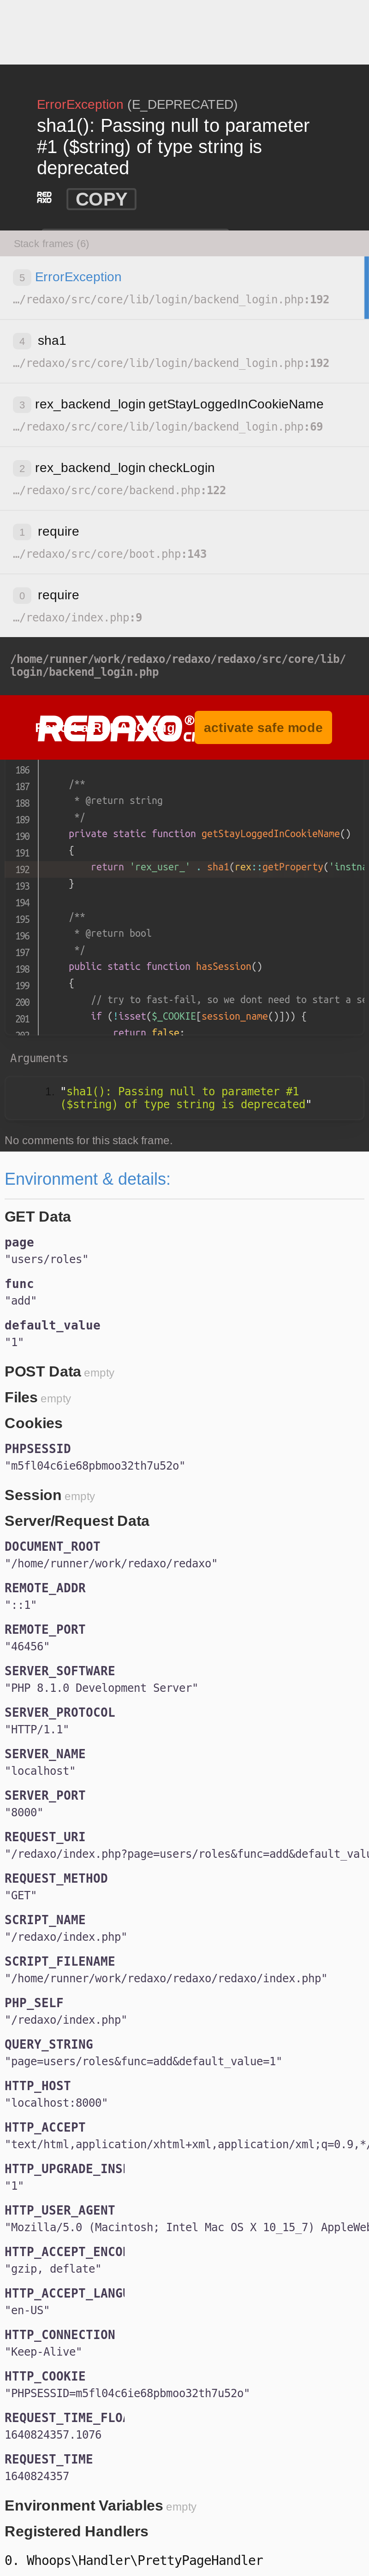 ErrorException (E_DEPRECATED)
sha1(): Passing null to parameter
#1 ($string) of type string is
deprecated
REDAXO
COPY
Stack frames (6)
5 ErrorException
…/redaxo/src/core/lib/login/backend_login.php:192
4 sha1
…/redaxo/src/core/lib/login/backend_login.php:192
3 rex_backend_login getStayLoggedInCookieName
…/redaxo/src/core/lib/login/backend_login.php:69
2 rex_backend_login checkLogin
…/redaxo/src/core/backend.php:122
1 require
…/redaxo/src/core/boot.php:143
0 require
…/redaxo/index.php:9
/home/runner/work/redaxo/redaxo/redaxo/src/core/lib/
login/backend_login.php
REDAXO®
activate safe mode
186
187 /**
188 * @return string
189 */
190 private static function getStayLoggedInCookieName()
191 {
192 return 'rex_user_' . sha1(rex::getProperty('instna
193 }
194
195 /**
196 * @return bool
197 */
198 public static function hasSession()
199 {
200 // try to fast-fail, so we dont need to start a se
201 if (!isset($_COOKIE[session_name()])) {
202 return false;
Arguments
1. "sha1(): Passing null to parameter #1
($string) of type string is deprecated"
No comments for this stack frame.
Environment & details:
GET Data
page
"users/roles"
func
"add"
default_value
"1"
POST Data empty
Files empty
Cookies
PHPSESSID
"m5fl04c6ie68pbmoo32th7u52o"
Session empty
Server/Request Data
DOCUMENT_ROOT
"/home/runner/work/redaxo/redaxo"
REMOTE_ADDR
"::1"
REMOTE_PORT
"46456"
SERVER_SOFTWARE
"PHP 8.1.0 Development Server"
SERVER_PROTOCOL
"HTTP/1.1"
SERVER_NAME
"localhost"
SERVER_PORT
"8000"
REQUEST_URI
"/redaxo/index.php?page=users/roles&func=add&default_valu
REQUEST_METHOD
"GET"
SCRIPT_NAME
"/redaxo/index.php"
SCRIPT_FILENAME
"/home/runner/work/redaxo/redaxo/redaxo/index.php"
PHP_SELF
"/redaxo/index.php"
QUERY_STRING
"page=users/roles&func=add&default_value=1"
HTTP_HOST
"localhost:8000"
HTTP_ACCEPT
"text/html,application/xhtml+xml,application/xml;q=0.9,*/
HTTP_UPGRADE_INS
"1"
HTTP_USER_AGENT
"Mozilla/5.0 (Macintosh; Intel Mac OS X 10_15_7) AppleWeb
HTTP_ACCEPT_ENCO
"gzip, deflate"
HTTP_ACCEPT_LANG
"en-US"
HTTP_CONNECTION
"Keep-Alive"
HTTP_COOKIE
"PHPSESSID=m5fl04c6ie68pbmoo32th7u52o"
REQUEST_TIME_FLO
1640824357.1076
REQUEST_TIME
1640824357
Environment Variables empty
Registered Handlers
0. Whoops\Handler\PrettyPageHandler